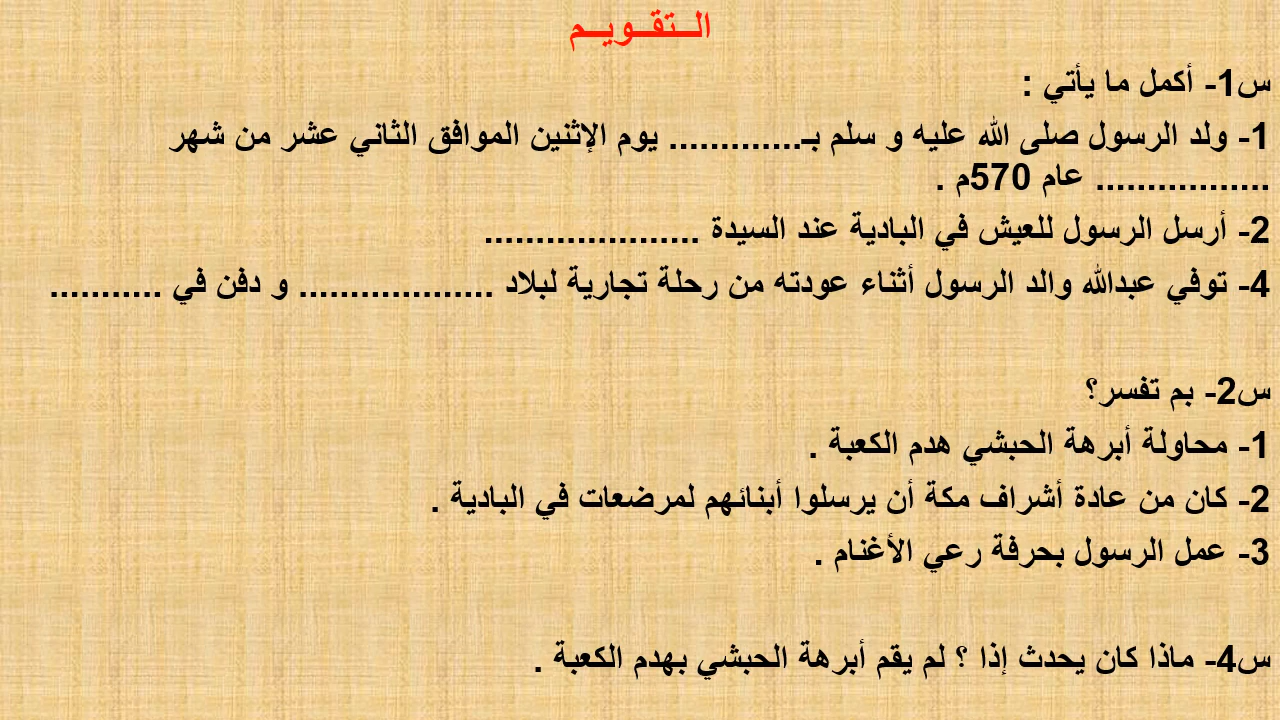 الــتقــويــم
س1- أكمل ما يأتي :
1- ولد الرسول صلى الله عليه و سلم بـ............. يوم الإثنين الموافق الثاني عشر من شهر
................. عام 570م .
2- أرسل الرسول للعيش في البادية عند السيدة .....................
4- توفي عبدالله والد الرسول أثناء عودته من رحلة تجارية لبلاد ................... و دفن في ...........
س2- بم تفسر؟
1- محاولة أبرهة الحبشي هدم الكعبة .
2- كان من عادة أشراف مكة أن يرسلوا أبنائهم لمرضعات في البادية .
3- عمل الرسول بحرفة رعي الأغنام .
س4- ماذا كان يحدث إذا ؟ لم يقم أبرهة الحبشي بهدم الكعبة .